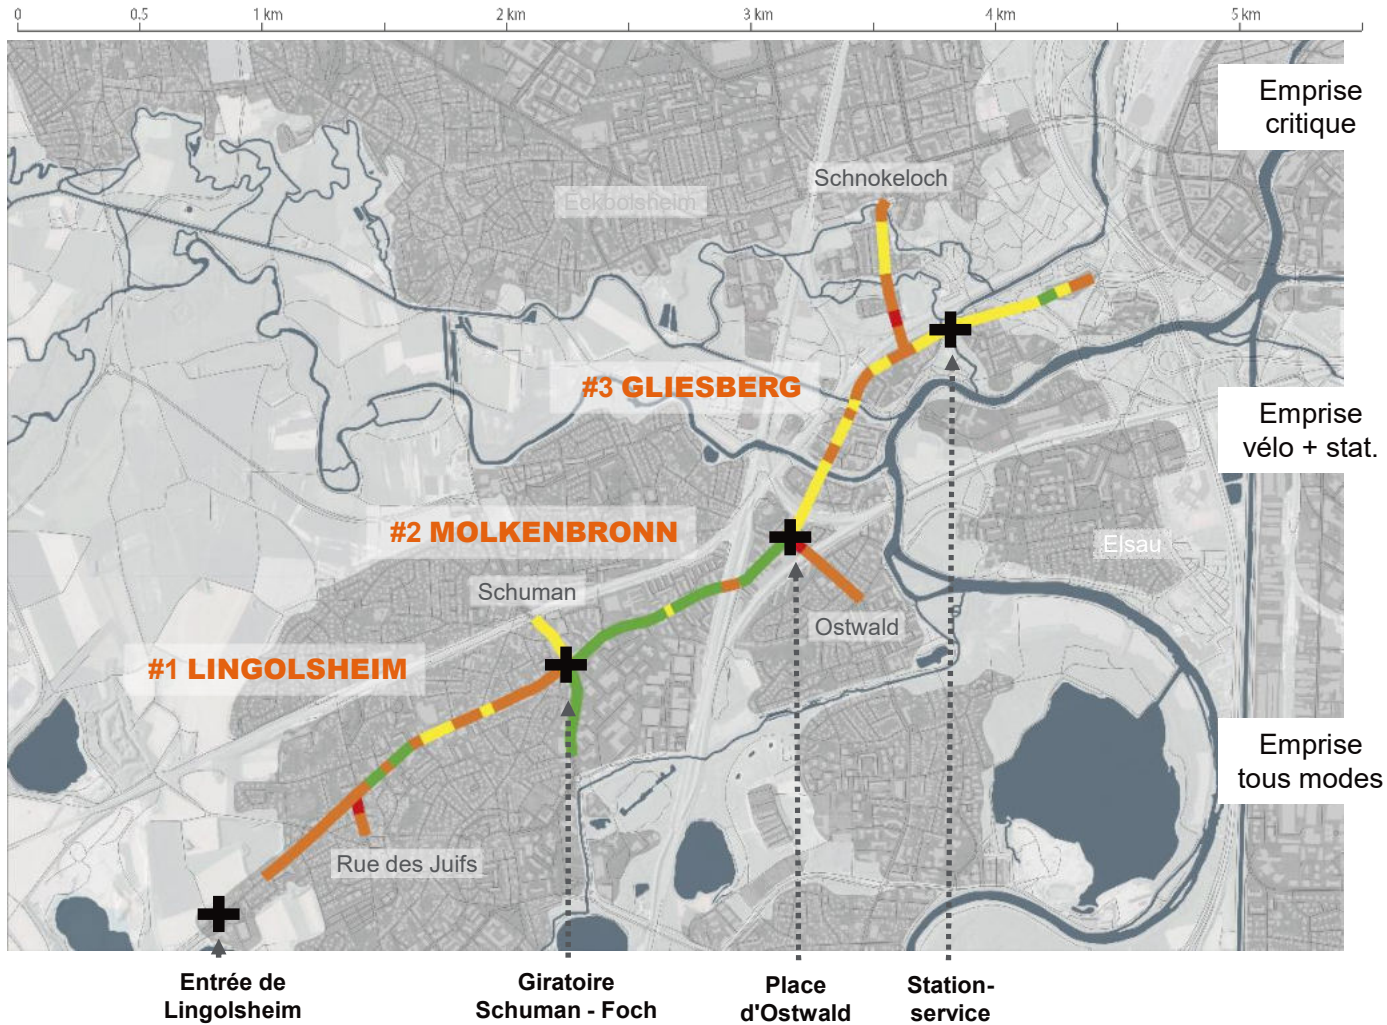 0 0.5 1 km 2 km 3 km 4 km 5 km
Emprise
critique
Schnokeloch
Eckbolsheim
#3 GLIESBERG
Emprise
vélo + stat.
#2 MOLKENBRONN
Elsau
Schuman
Ostwald
#1 LINGOLSHEIM
Emprise
tous modes
Rue des Juifs
Entrée de
Lingolsheim
Giratoire
Schuman - Foch
Place
d'Ostwald
Station-
service